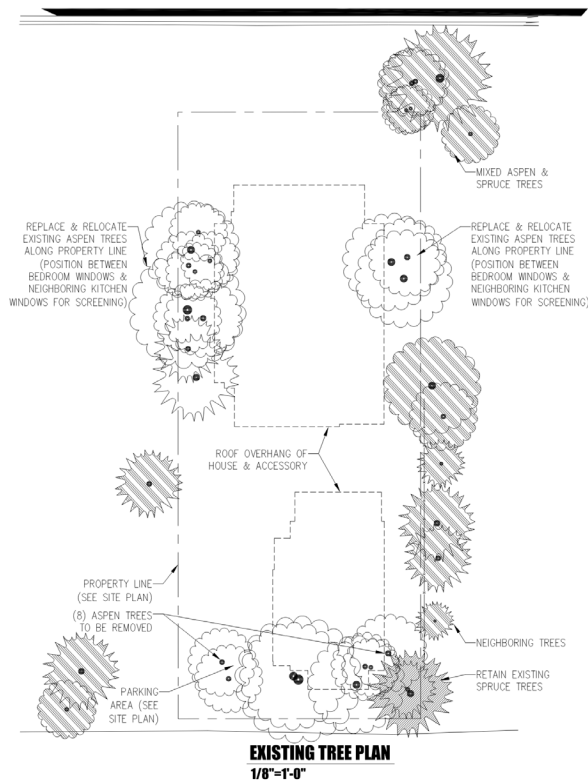 MIXED ASPEN &
SPRUCE TREES
REPLACE & RELOCATE
EXISTING ASPEN TREES
ALONG PROPERTY LINE
(POSITION BETWEEN
BEDROOM WINDOWS &
NEIGHBORING KITCHEN
WINDOWS FOR SCREENING)
REPLACE & RELOCATE
EXISTING ASPEN TREES
ALONG PROPERTY LINE
(POSITION BETWEEN
BEDROOM WINDOWS &
NEIGHBORING KITCHEN
WINDOWS FOR SCREENING)
ROOF OVERHANG OF
HOUSE & ACCESSORY
PROPERTY LINE
(SEE SITE PLAN)
(8) ASPEN TREES
TO BE REMOVED
PARKING
AREA (SEE
SITE PLAN)
NEIGHBORING TREES
RETAIN EXISTING
SPRUCE TREES
EXISTING TREE PLAN
1/8"=1'-0"